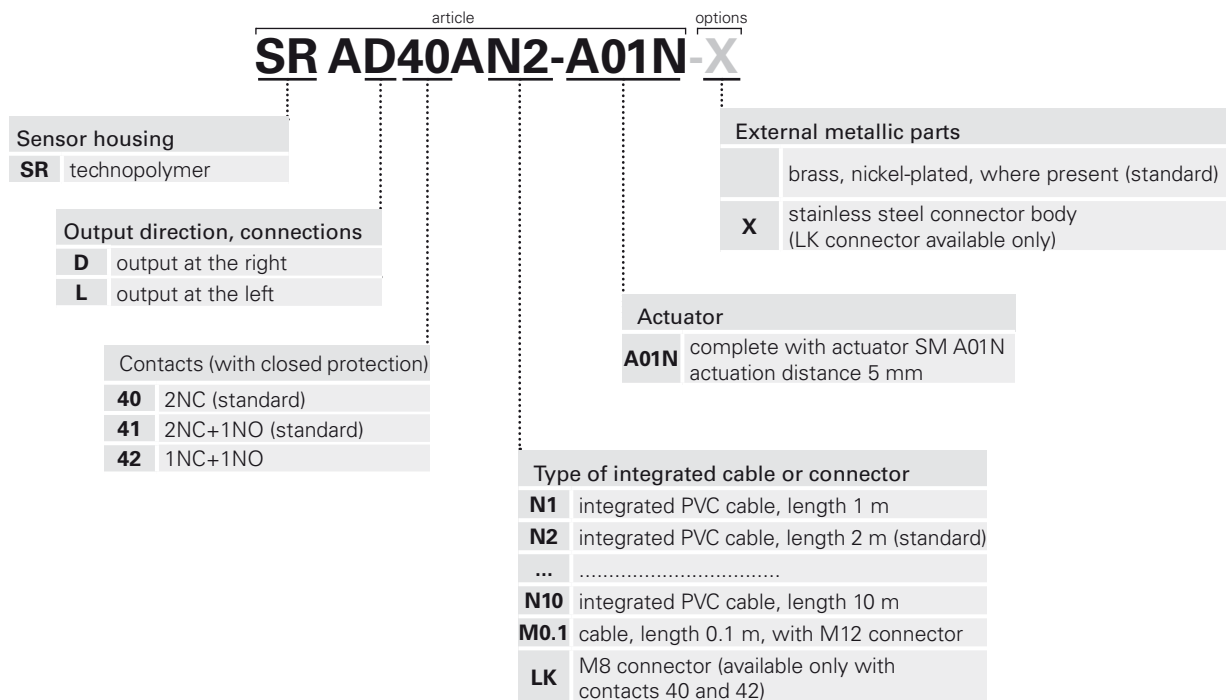 article
options
SR AD40AN2-A01N-X
Sensor housing
SR technopolymer
Output direction, connections
D output at the right
L output at the left
Contacts (with closed protection)
40 2NC (standard)
41 2NC+1NO (standard)
42 1NC+1NO
External metallic parts
brass, nickel-plated, where present (standard)
X stainless steel connector body
(LK connector available only)
Actuator
A01N complete with actuator SM A01N
actuation distance 5 mm
Type of integrated cable or connector
N1 integrated PVC cable, length 1 m
N2 integrated PVC cable, length 2 m (standard)
... ..................................
N10 integrated PVC cable, length 10 m
M0.1 cable, length 0.1 m, with M12 connector
LK M8 connector (available only with
contacts 40 and 42)